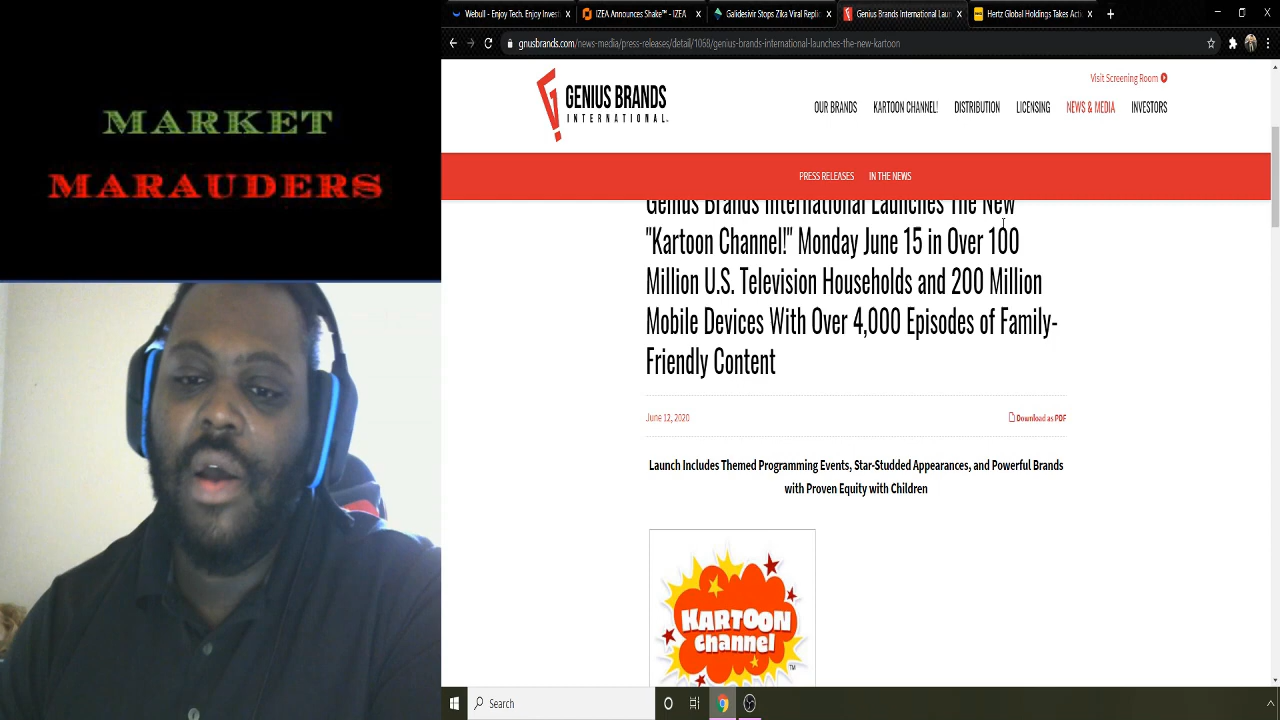 MARKET
MARAUDERS
Webull - Enjoy Tech. Enjoy Invest
IZEA Announces Shake™ - IZEA
Galidesivir Stops Zika Viral Replic
Genius Brands International Laun
Hertz Global Holdings Takes Acti
gnusbrands.com/news-media/press-releases/detail/1068/genius-brands-international-launches-the-new-kartoon
GENIUS BRANDS
INTERNATIONAL
Visit Screening Room
OUR BRANDS KARTOON CHANNEL! DISTRIBUTION LICENSING NEWS & MEDIA INVESTORS
PRESS RELEASES IN THE NEWS
Genius Brands International Launches The New
"Kartoon Channel!" Monday June 15 in Over 100
Million U.S. Television Households and 200 Million
Mobile Devices With Over 4,000 Episodes of Family-
Friendly Content
June 12, 2020
Download as PDF
Launch Includes Themed Programming Events, Star-Studded Appearances, and Powerful Brands
with Proven Equity with Children
KARTOON
channel
TM
Search